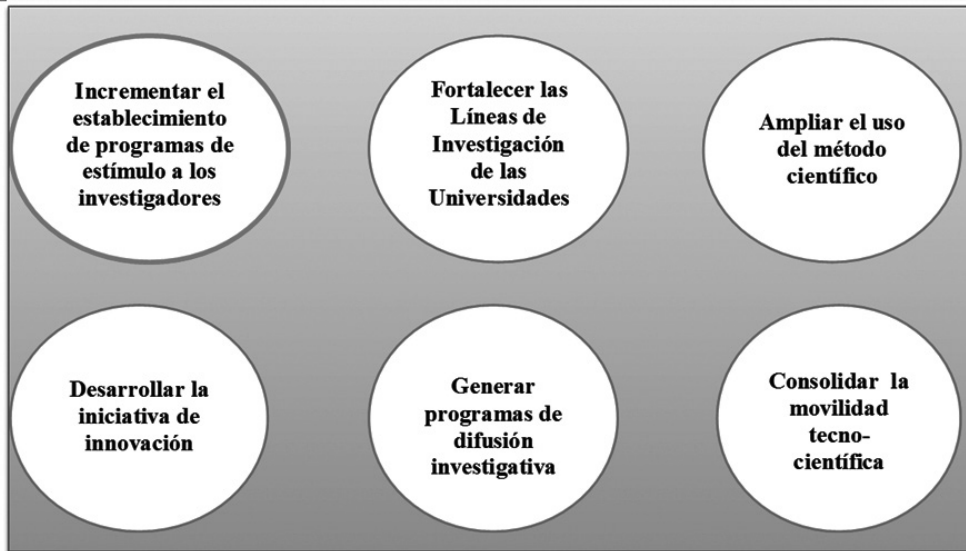 Incrementar el
establecimiento
de programas de
estímulo a los
investigadores
Fortalecer las
Líneas de
Investigación
de las
Universidades
Ampliar el uso
del método
científico
Desarrollar la
iniciativa de
innovación
Generar
programas de
difusión
investigativa
Consolidar la
movilidad
tecno-
científica